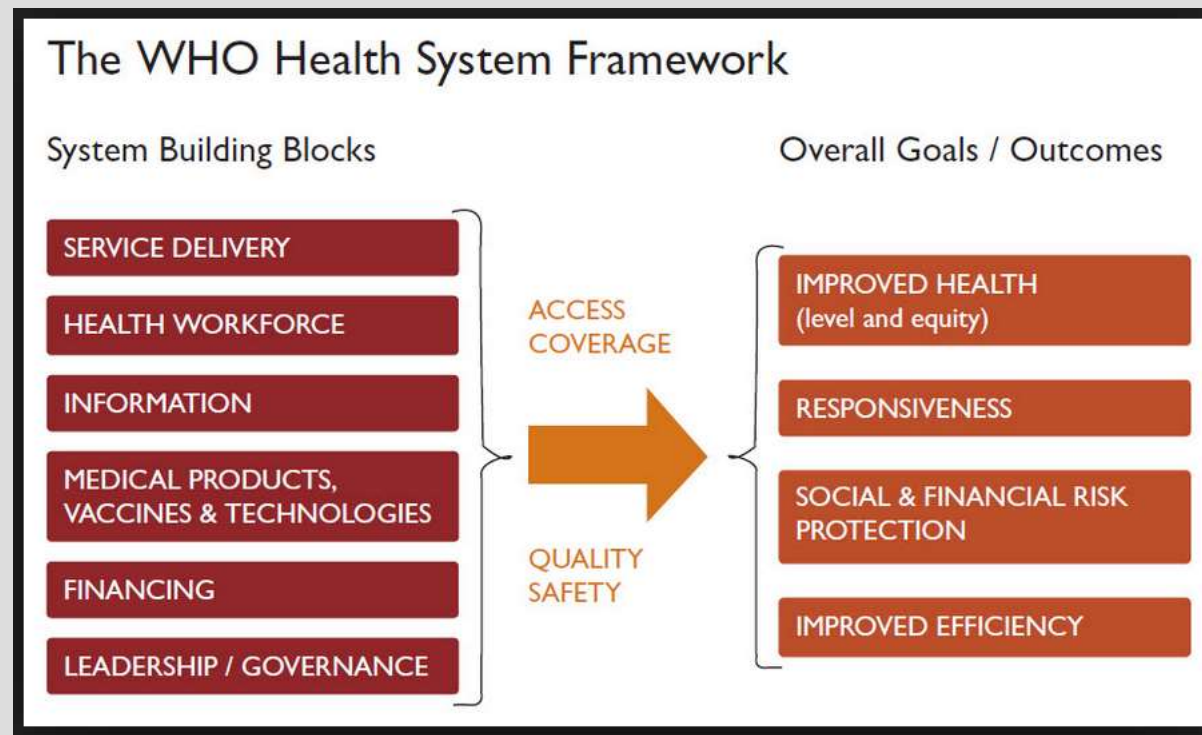 The WHO Health System Framework
System Building Blocks
SERVICE DELIVERY
HEALTH WORKFORCE
INFORMATION
MEDICAL PRODUCTS,
VACCINES & TECHNOLOGIES
FINANCING
LEADERSHIP / GOVERNANCE
ACCESS
COVERAGE
QUALITY
SAFETY
Overall Goals / Outcomes
IMPROVED HEALTH
(level and equity)
RESPONSIVENESS
SOCIAL & FINANCIAL RISK
PROTECTION
IMPROVED EFFICIENCY